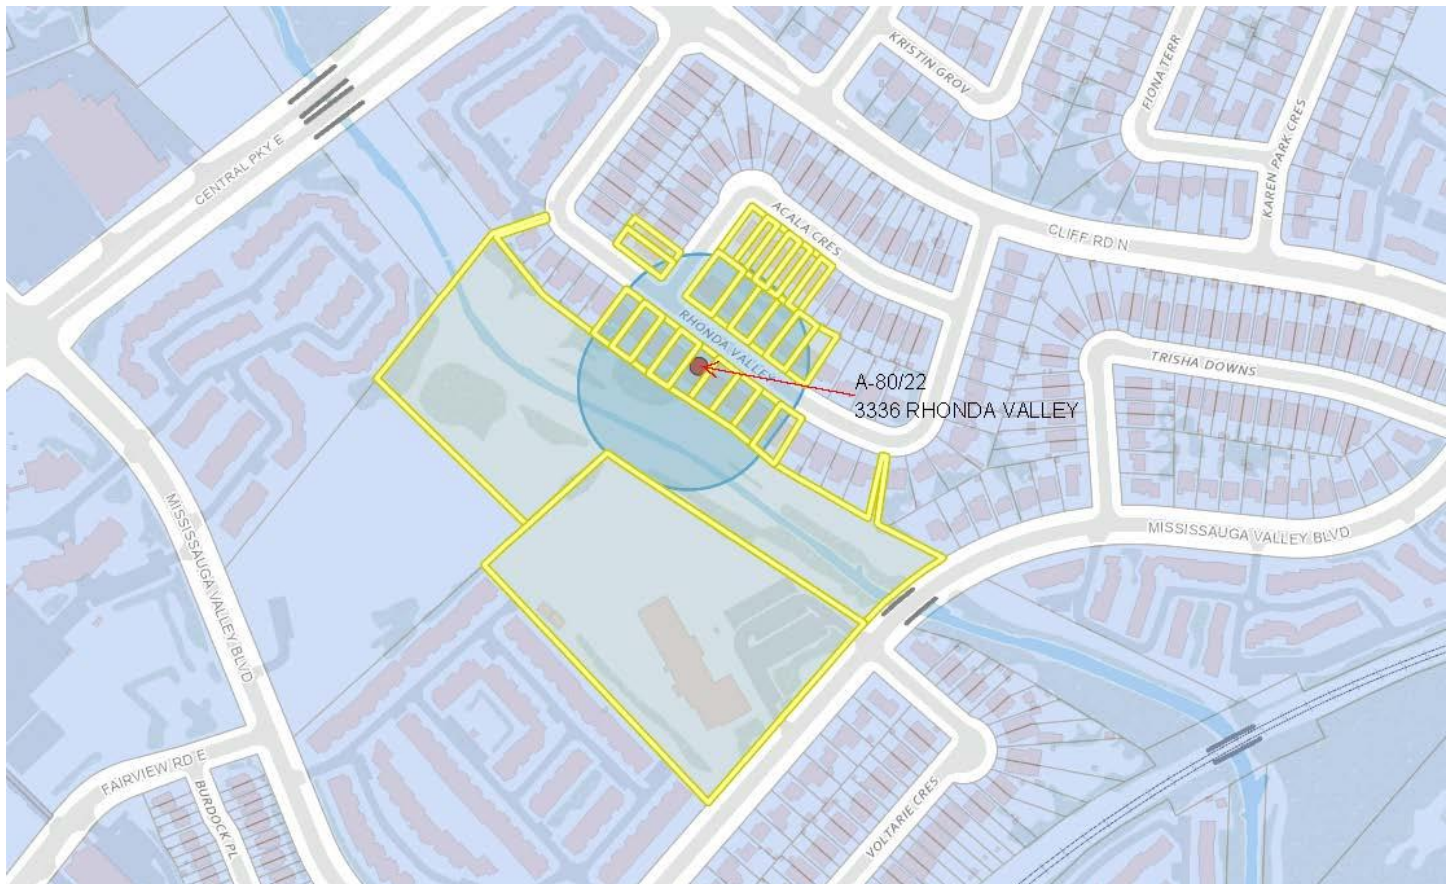 KRISTIN GROV
FIONA TERR
KAREN PARK CRES
CENTRAL PKY E
ACALA CRES
CLIFF RD N
RHONDA VALLEY
TRISHA DOWNS
A-80/22
3336 RHONDA VALLEY
MISSISSAUGA VALLEY BLVD
MISSISSAUGA VALLEY BLVD
FAIRVIEW RD E
BURDOCK PL
VOLTARIE CRES